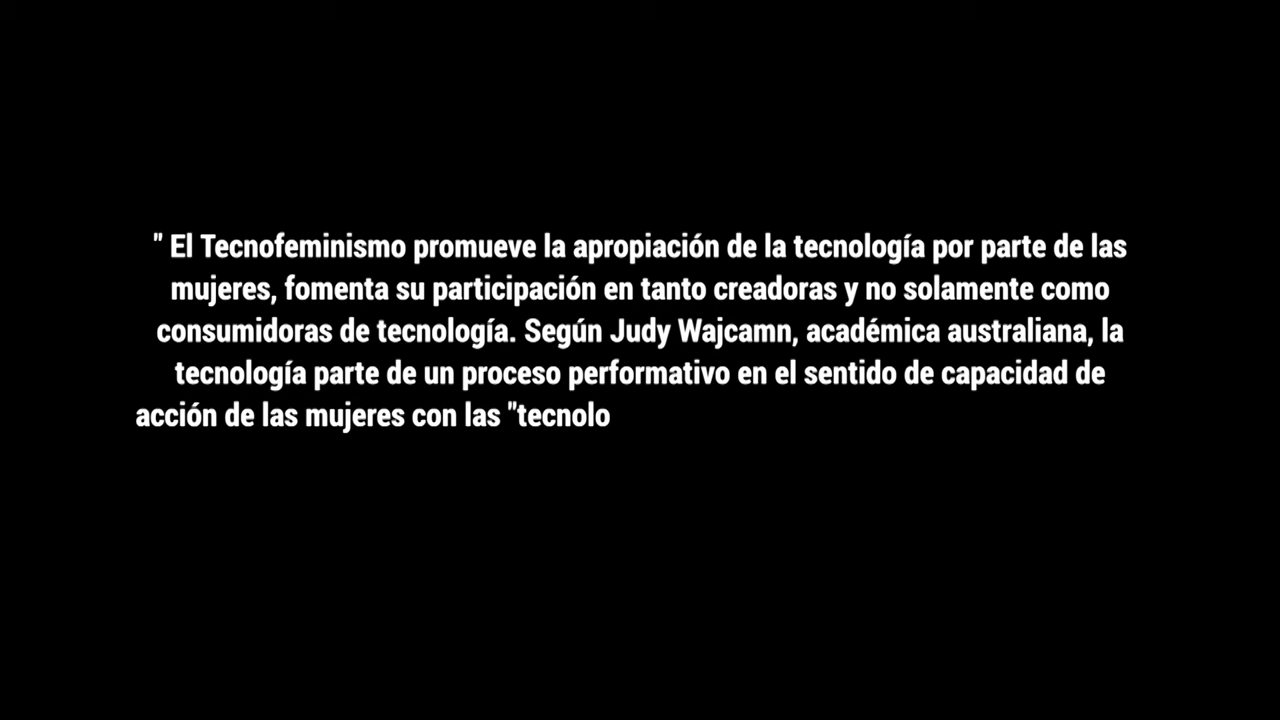 " El Tecnofeminismo promueve la apropiación de la tecnología por parte de las
mujeres, fomenta su participación en tanto creadoras y no solamente como
consumidoras de tecnología. Según Judy Wajcamn, académica australiana, la
tecnología parte de un proceso performativo en el sentido de capacidad de
acción de las mujeres con las "tecnolo